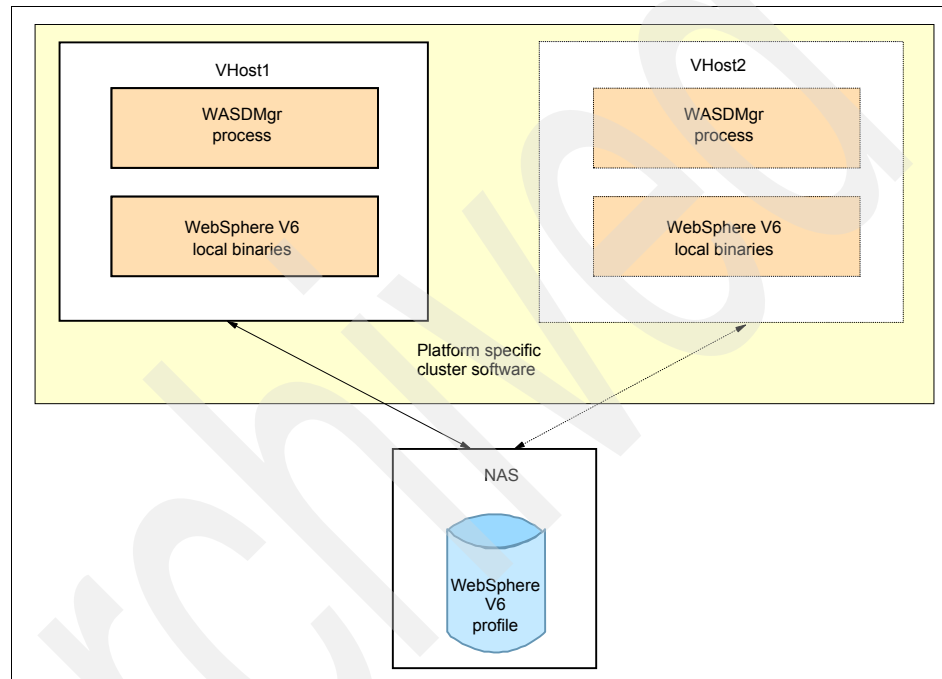 VHost1
WASDMgr
process
WebSphere V6
local binaries
VHost2
WASDMgr
process
WebSphere V6
local binaries
Platform specific
cluster software
NAS
WebSphere
V6
profile
rchived